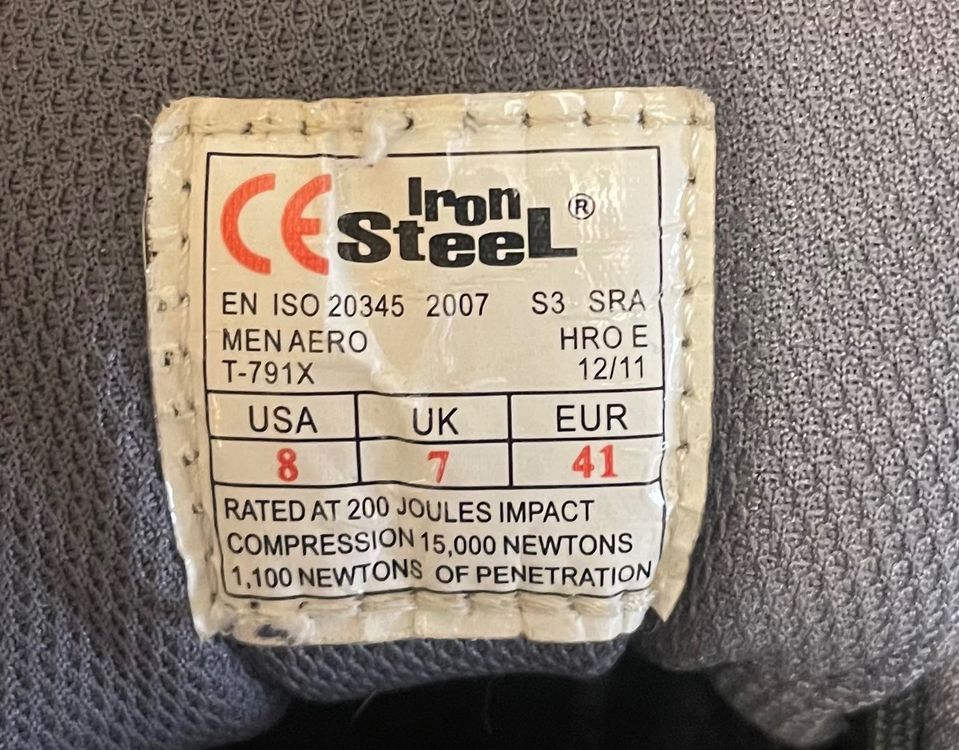 CE Iron ®
SteeL
EN ISO 20345 2007 S3 SRA
MEN AERO HRO E
T-791X 12/11
USA UK EUR
8 7 41
RATED AT 200 JOULES IMPACT
COMPRESSION 15,000 NEWTONS
1,100 NEWTONS OF PENETRATION